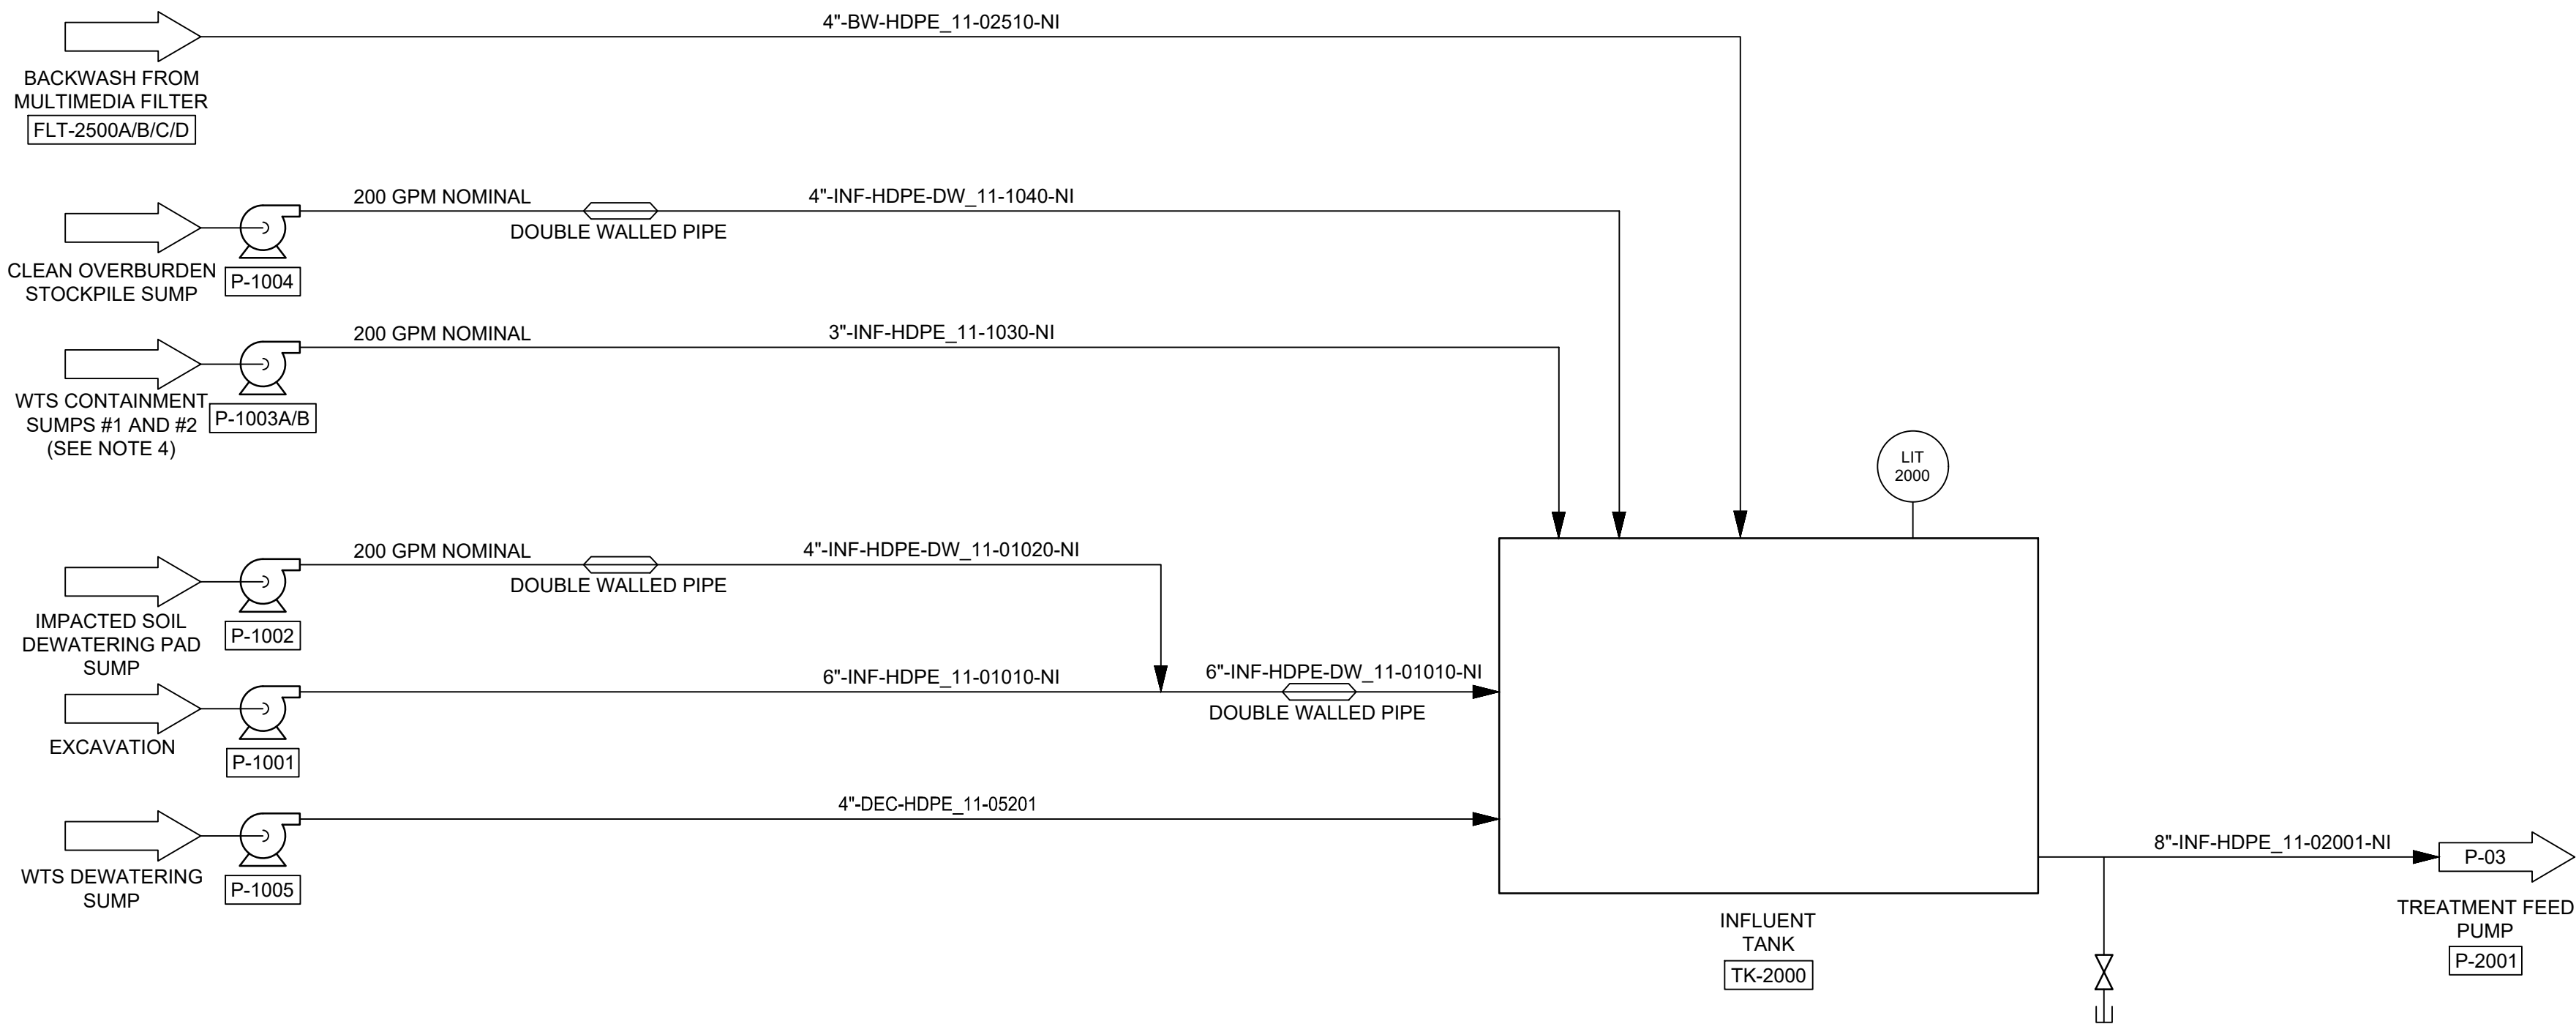 4"-BW-HDPE_11-02510-NI
BACKWASH FROM
MULTIMEDIA FILTER
FLT-2500A/B/C/D
200 GPM NOMINAL
4"-INF-HDPE-DW_11-1040-NI
DOUBLE WALLED PIPE
CLEAN OVERBURDEN
STOCKPILE SUMP
P-1004
200 GPM NOMINAL
3"-INF-HDPE_11-1030-NI
WTS CONTAINMENT
SUMPS #1 AND #2
(SEE NOTE 4)
P-1003A/B
LIT
2000
200 GPM NOMINAL
4"-INF-HDPE-DW_11-01020-NI
DOUBLE WALLED PIPE
IMPACTED SOIL
DEWATERING PAD
SUMP
P-1002
6"-INF-HDPE_11-01010-NI
6"-INF-HDPE-DW_11-01010-NI
DOUBLE WALLED PIPE
EXCAVATION
P-1001
4"-DEC-HDPE_11-05201
WTS DEWATERING
SUMP
P-1005
8"-INF-HDPE_11-02001-NI
P-03
INFLUENT
TANK
TK-2000
TREATMENT FEED
PUMP
P-2001